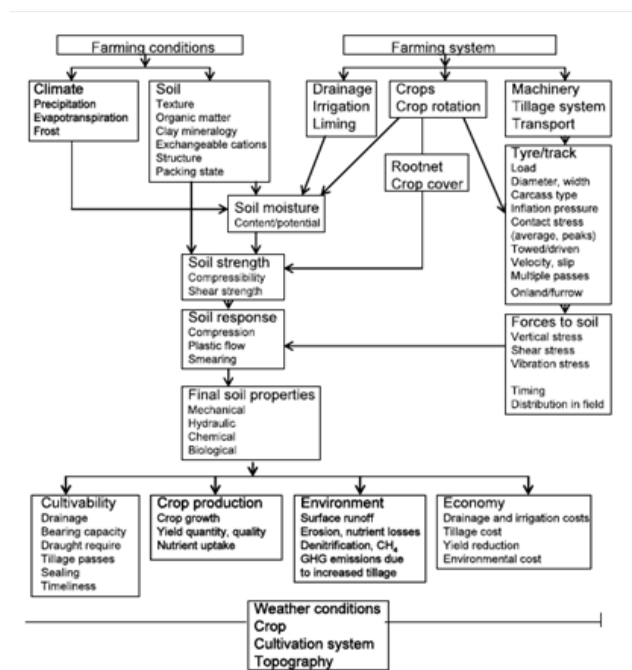 Farming conditions
Farming system
Climate
Precipitation
Evapotranspiration
Frost
Soil
Texture
Organic matter
Clay mineralogy
Exchangeable cations
Structure
Packing state
Drainage
Irrigation
Liming
Crops
Crop rotation
Machinery
Tillage system
Transport
Rootnet
Crop cover
Tyre/track
Load
Diameter, width
Carcass type
Inflation pressure
Contact stress
(average, peaks)
Towed/driven
Velocity, slip
Multiple passes
Onland/furrow
Soil moisture
Content/potential
Soil strength
Compressibility
Shear strength
Soil response
Compression
Plastic flow
Smearing
Forces to soil
Vertical stress
Shear stress
Vibration stress
Timing
Distribution in field
Final soil properties
Mechanical
Hydraulic
Chemical
Biological
Cultivability
Drainage
Bearing capacity
Draught require
Tillage passes
Sealing
Timeliness
Crop production
Crop growth
Yield quantity, quality
Nutrient uptake
Environment
Surface runoff
Erosion, nutrient losses
Denitrification, CH₄
GHG emissions due
to increased tillage
Economy
Drainage and irrigation costs
Tillage cost
Yield reduction
Environmental cost
Weather conditions
Crop
Cultivation system
Topography